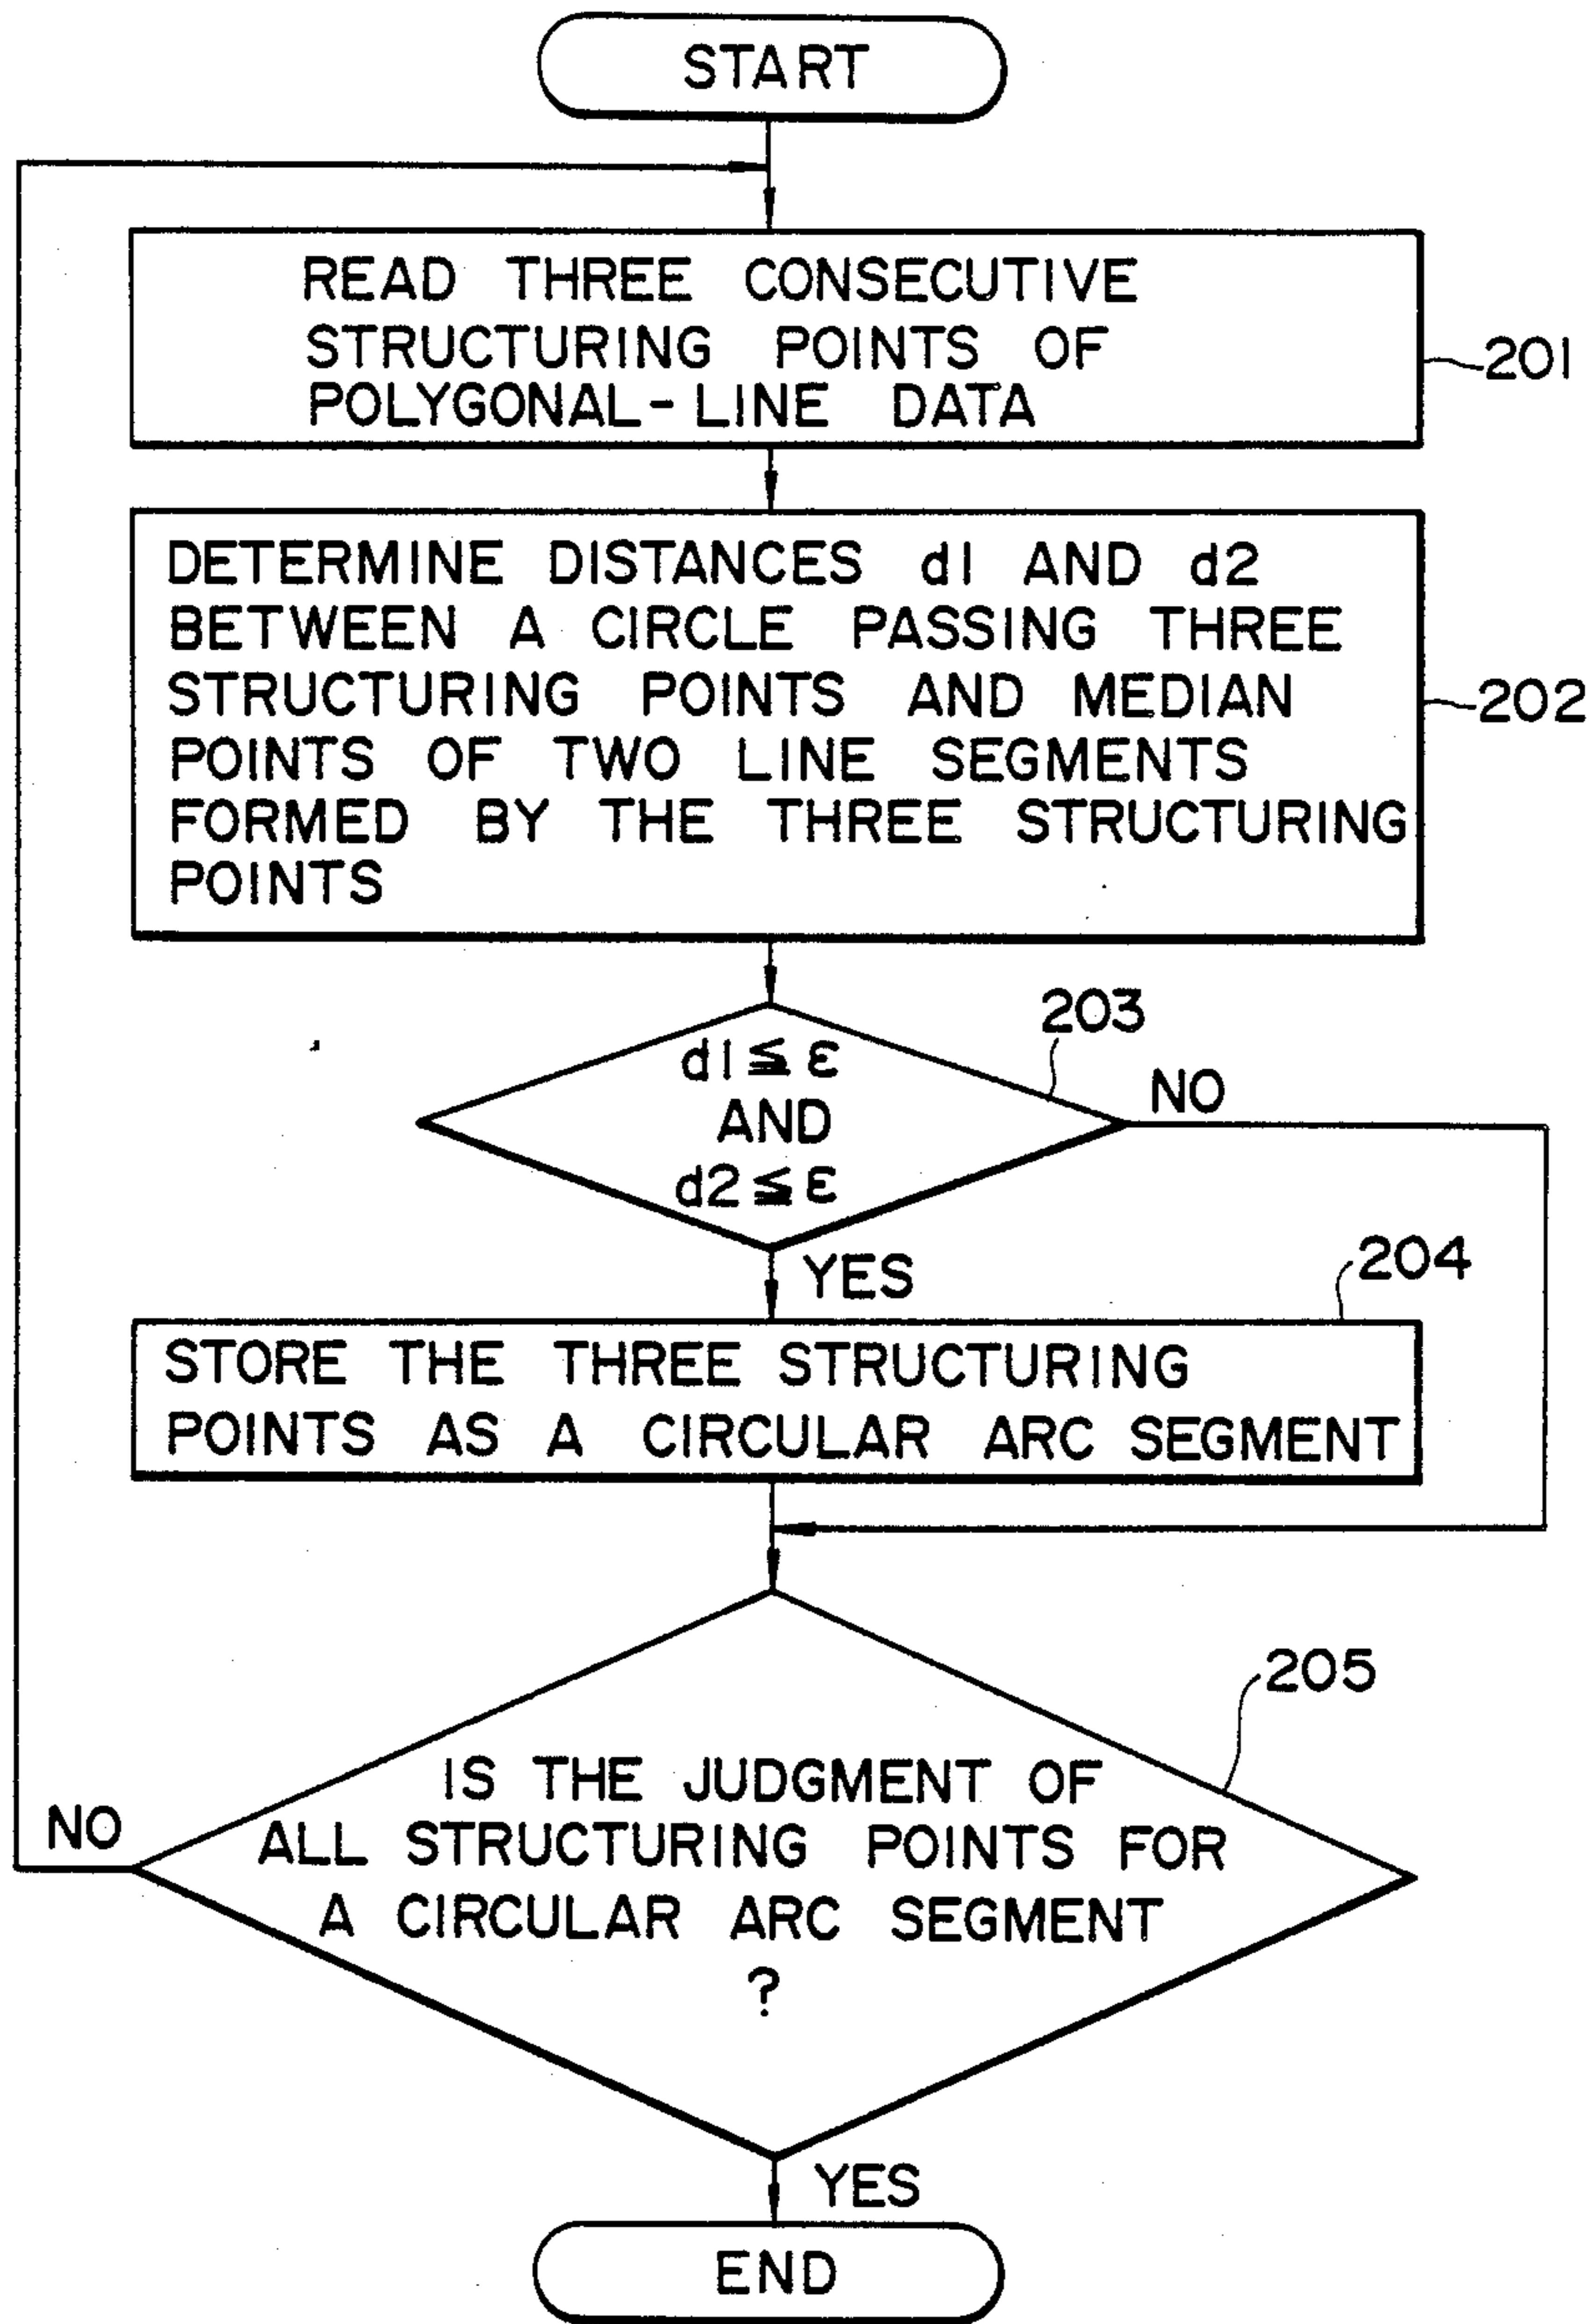 START
READ THREE CONSECUTIVE
STRUCTURING POINTS OF
POLYGONAL-LINE DATA
201
DETERMINE DISTANCES d1 AND d2
BETWEEN A CIRCLE PASSING THREE
STRUCTURING POINTS AND MEDIAN
POINTS OF TWO LINE SEGMENTS
FORMED BY THE THREE STRUCTURING
POINTS
202
203
d1≦ε
AND
d2≦ε
NO
YES
204
STORE THE THREE STRUCTURING
POINTS AS A CIRCULAR ARC SEGMENT
205
IS THE JUDGMENT OF
ALL STRUCTURING POINTS FOR
A CIRCULAR ARC SEGMENT
?
NO
YES
END